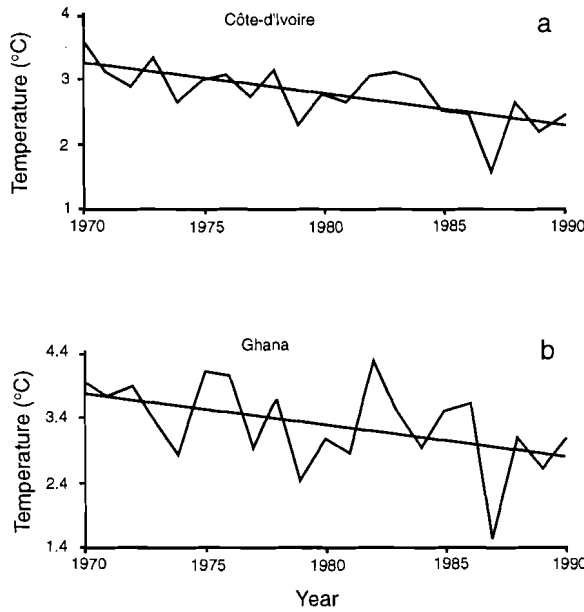 Côte-d'Ivoire
a
Temperature (°C)
4
3
2
1
1970 1975 1980 1985 1990
Ghana
b
Temperature (°C)
4.4
3.4
2.4
1.4
1970 1975 1980 1985 1990
Year